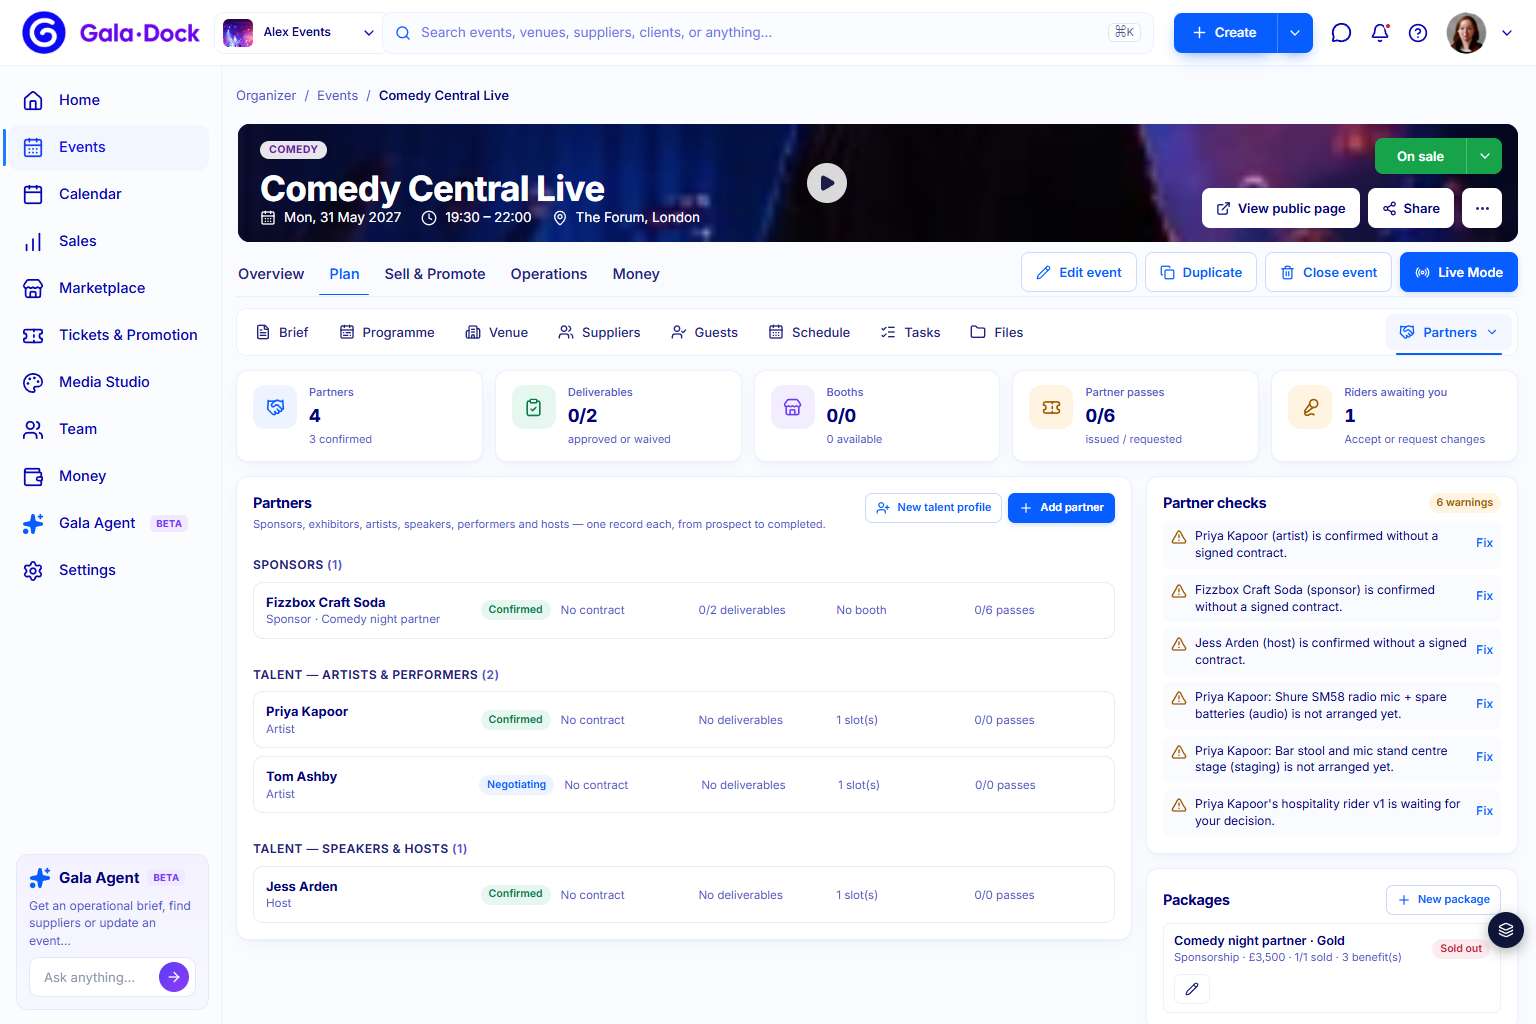 Gala·Dock
Alex Events
Search events, venues, suppliers, clients, or anything...
⌘K
Create
Home
Events
Calendar
Sales
Marketplace
Tickets & Promotion
Media Studio
Team
Money
Gala Agent BETA
Settings
Gala Agent BETA
Get an operational brief, find
suppliers or update an
event...
Ask anything...
Organizer / Events / Comedy Central Live
COMEDY
Comedy Central Live
Mon, 31 May 2027 19:30 – 22:00 The Forum, London
On sale
View public page
Share
Overview Plan Sell & Promote Operations Money
Edit event
Duplicate
Close event
Live Mode
Brief Programme Venue Suppliers Guests Schedule Tasks Files Partners
Partners
4
3 confirmed
Deliverables
0/2
approved or waived
Booths
0/0
0 available
Partner passes
0/6
issued / requested
Riders awaiting you
1
Accept or request changes
Partners
Sponsors, exhibitors, artists, speakers, performers and hosts — one record each, from prospect to completed.
New talent profile
Add partner
SPONSORS (1)
Fizzbox Craft Soda
Sponsor · Comedy night partner
Confirmed No contract 0/2 deliverables No booth 0/6 passes
TALENT — ARTISTS & PERFORMERS (2)
Priya Kapoor
Artist
Confirmed No contract No deliverables 1 slot(s) 0/0 passes
Tom Ashby
Artist
Negotiating No contract No deliverables 1 slot(s) 0/0 passes
TALENT — SPEAKERS & HOSTS (1)
Jess Arden
Host
Confirmed No contract No deliverables 1 slot(s) 0/0 passes
Partner checks
6 warnings
Priya Kapoor (artist) is confirmed without a
signed contract.
Fix
Fizzbox Craft Soda (sponsor) is confirmed
without a signed contract.
Fix
Jess Arden (host) is confirmed without a signed
contract.
Fix
Priya Kapoor: Shure SM58 radio mic + spare
batteries (audio) is not arranged yet.
Fix
Priya Kapoor: Bar stool and mic stand centre
stage (staging) is not arranged yet.
Fix
Priya Kapoor's hospitality rider v1 is waiting for
your decision.
Fix
Packages
New package
Comedy night partner · Gold
Sponsorship · £3,500 · 1/1 sold · 3 benefit(s)
Sold out